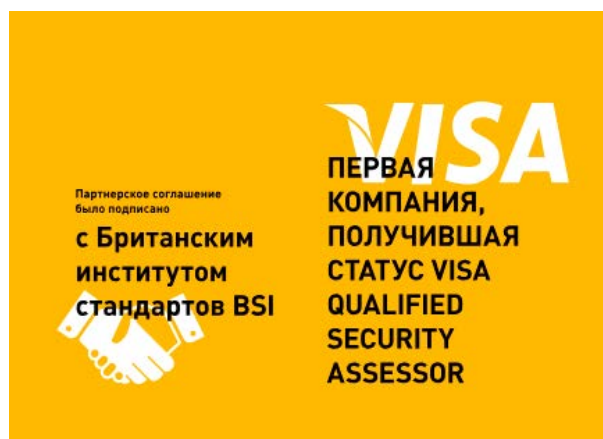 Партнерское соглашение
было подписано
с Британским
институтом
стандартов BSI
VISA
ПЕРВАЯ
КОМПАНИЯ,
ПОЛУЧИВШАЯ
СТАТУС VISA
QUALIFIED
SECURITY
ASSESSOR